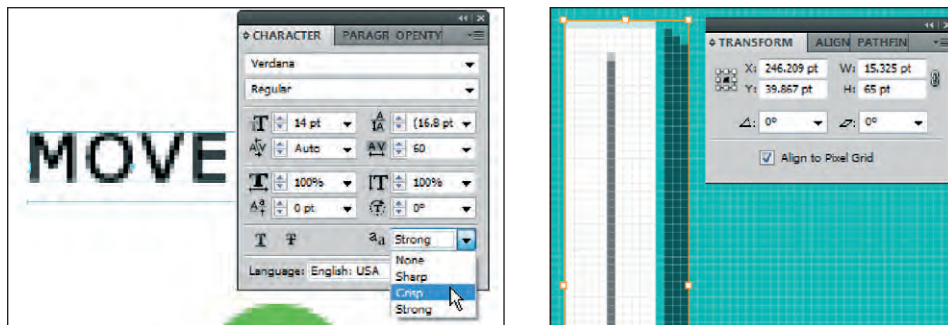 MOVE
CHARACTER PARAGR OPENTY
Verdana
Regular
14 pt (16.8 pt
Auto 60
100% 100%
0 pt 0°
T T aa Strong
Language: English: USA
None
Sharp
Crisp
Strong
TRANSFORM ALIGN PATHFIN
X: 246.209 pt W: 15.325 pt
Y: 39.867 pt H: 65 pt
0° 0°
Align to Pixel Grid